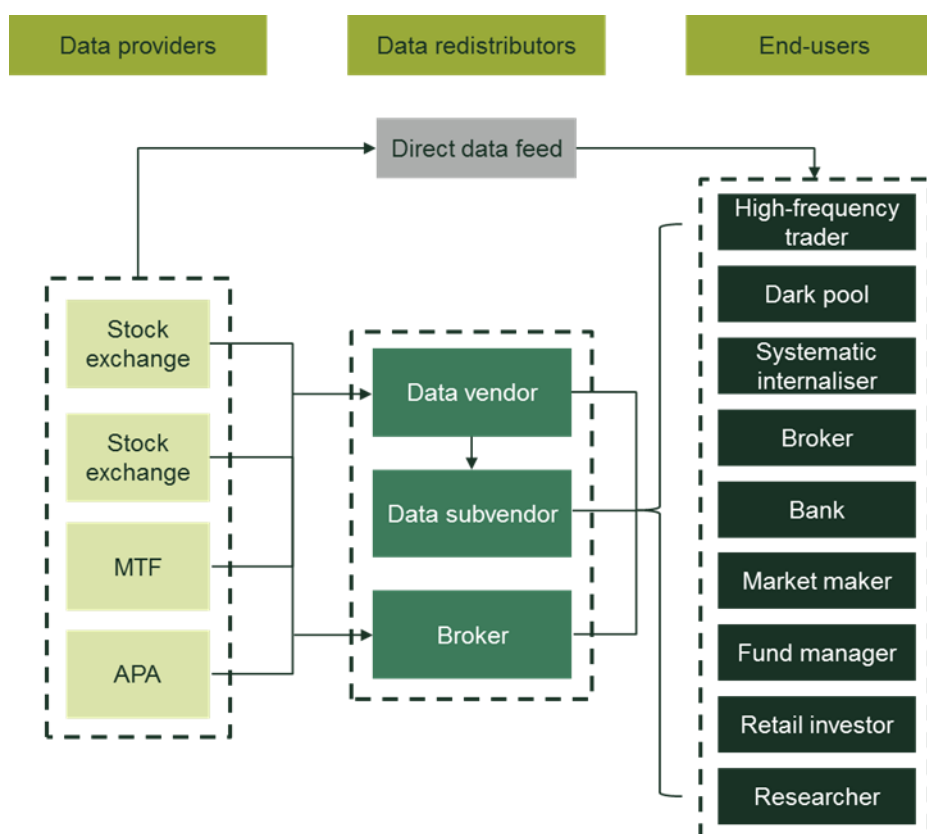 Data providers
Data redistributors
End-users
Direct data feed
Stock
exchange
Stock
exchange
MTF
APA
Data vendor
Data subvendor
Broker
High-frequency
trader
Dark pool
Systematic
internaliser
Broker
Bank
Market maker
Fund manager
Retail investor
Researcher